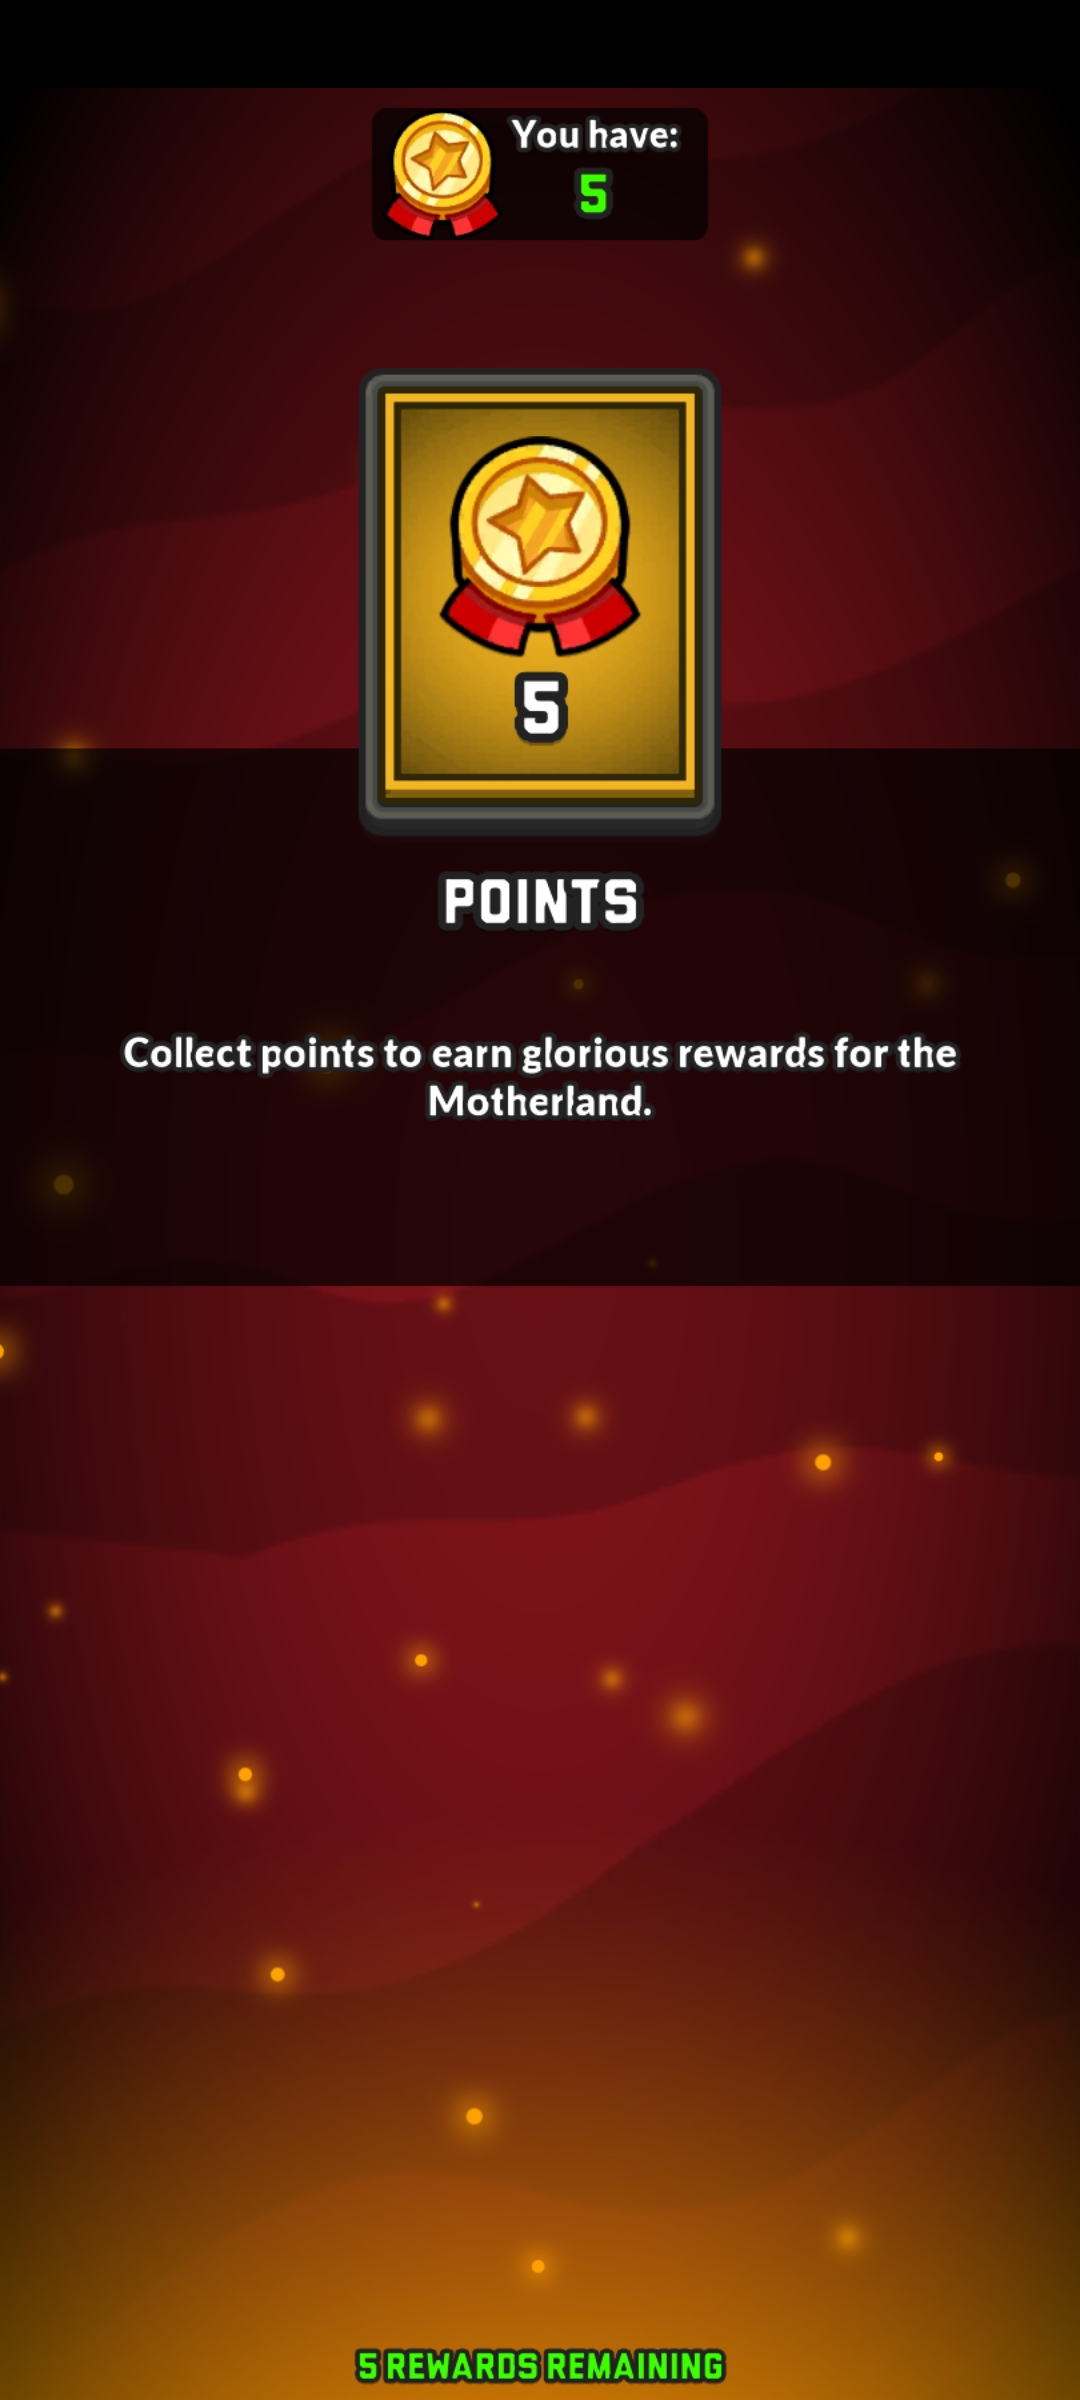 You have:
5
5
POINTS
Collect points to earn glorious rewards for the
Motherland.
5 REWARDS REMAINING